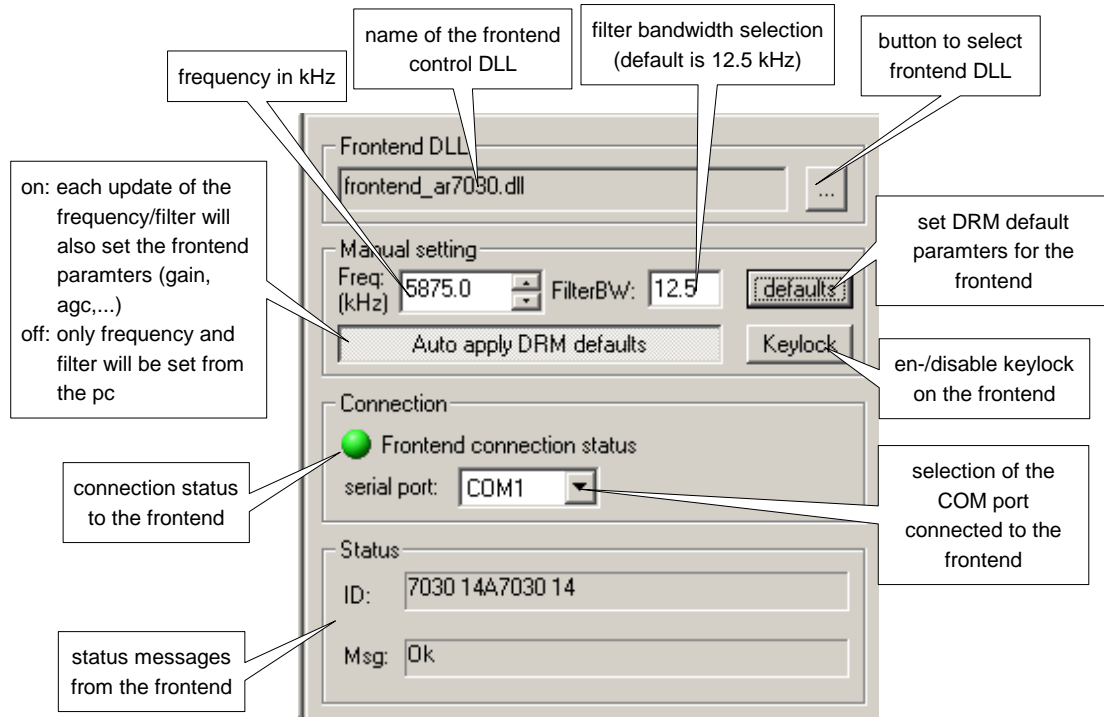 name of the frontend
control DLL
filter bandwidth selection
(default is 12.5 kHz)
button to select
frontend DLL
frequency in kHz
on: each update of the
frequency/filter will
also set the frontend
paramters (gain,
agc,...)
off: only frequency and
filter will be set from
the pc
Frontend DLL
frontend_ar7030.dll
...
set DRM default
paramters for the
frontend
Manual setting
Freq:
(kHz)
5875.0
FilterBW:
12.5
defaults
Auto apply DRM defaults
Keylock
en-/disable keylock
on the frontend
Connection
Frontend connection status
serial port:
COM1
connection status
to the frontend
selection of the
COM port
connected to the
frontend
Status
ID:
7030 14A7030 14
Msg:
Ok
status messages
from the frontend